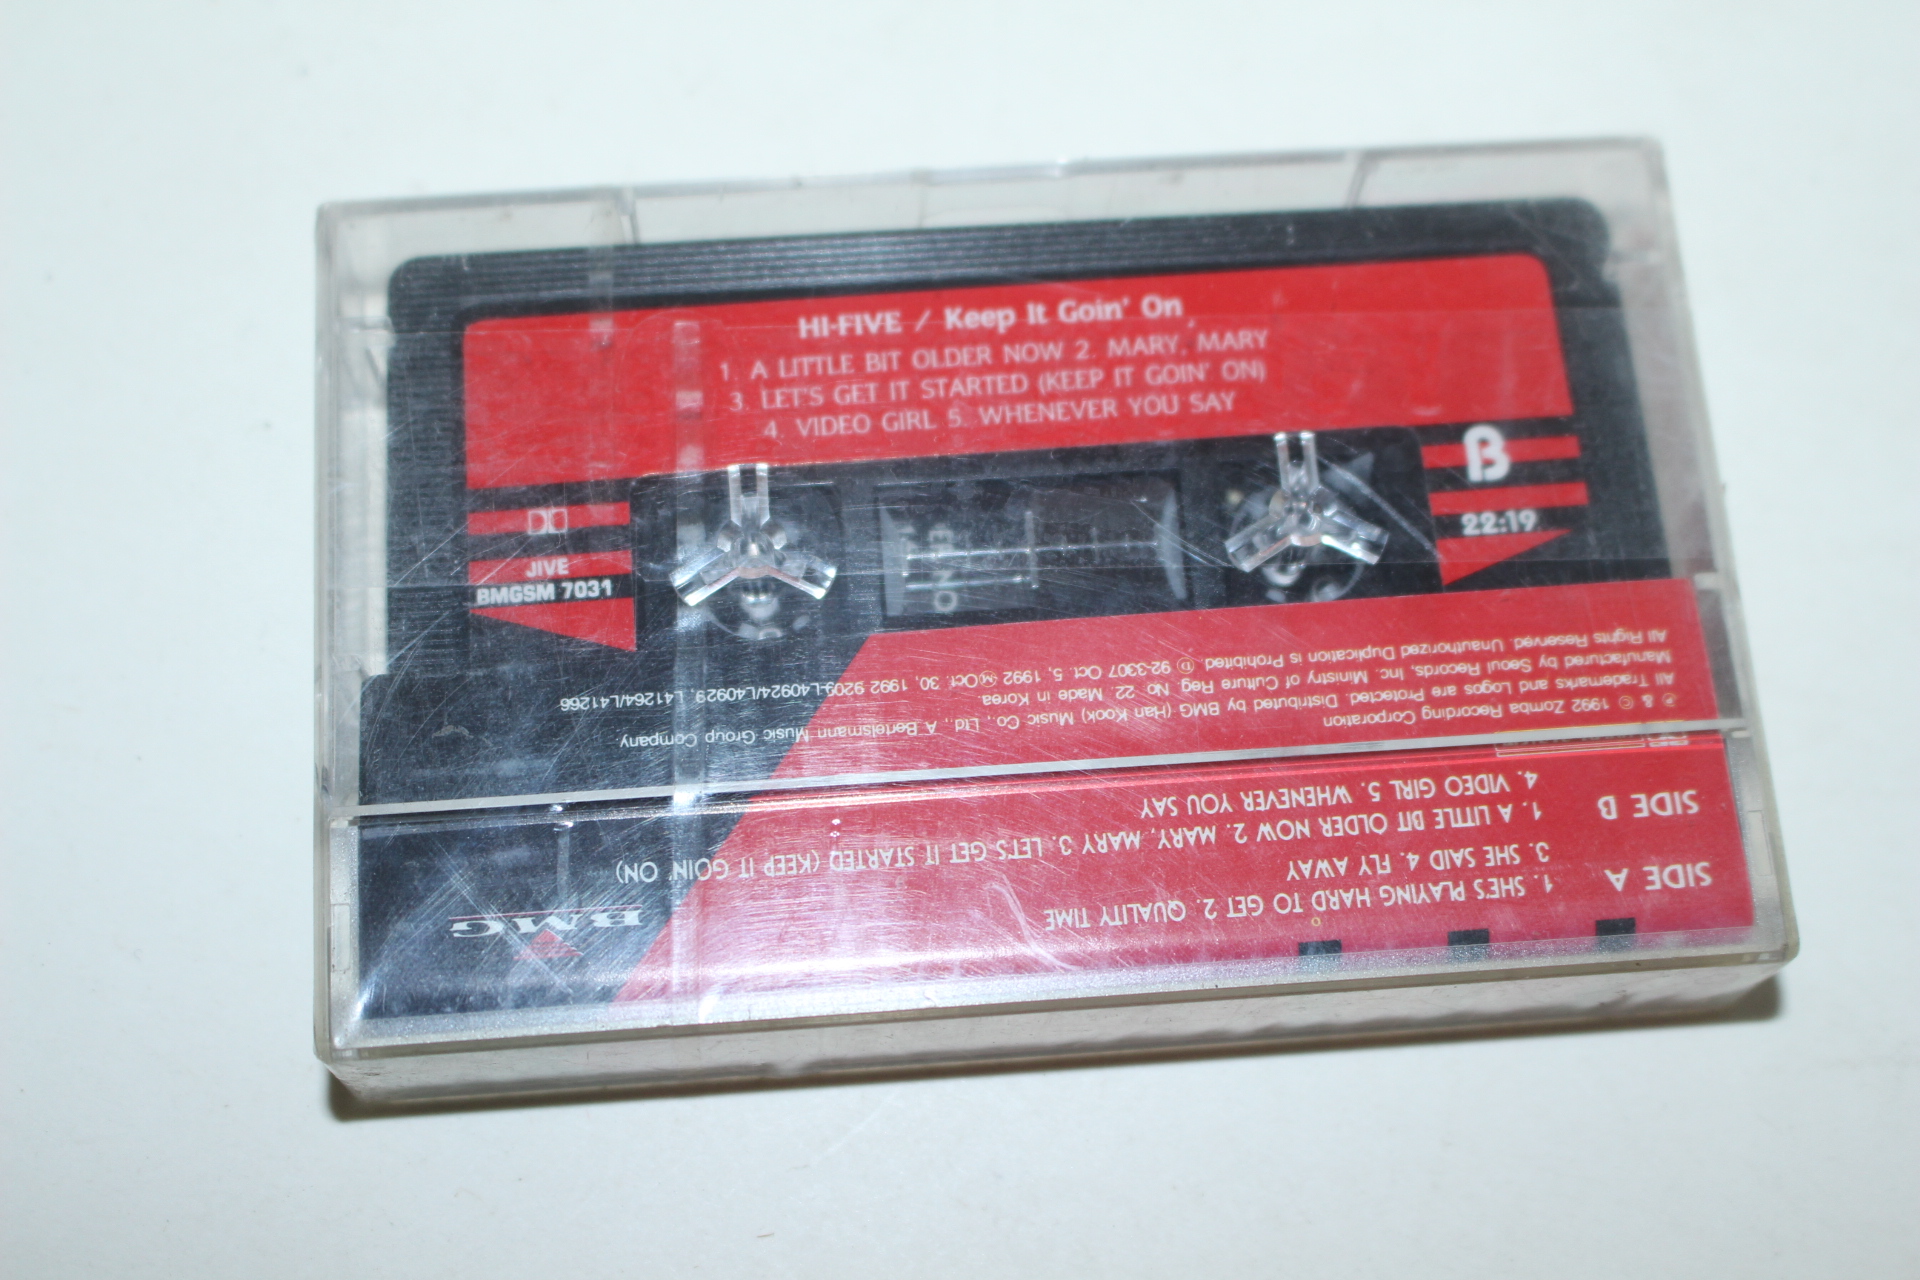 HI-FIVE / Keep It Goin' On
1. A LITTLE BIT OLDER NOW 2. MARY, MARY
3. LET'S GET IT STARTED (KEEP IT GOIN' ON)
4. VIDEO GIRL 5. WHENEVER YOU SAY
B
22:19
JIVE
BMGSM 7031
SIDE A
1. SHE'S PLAYING HARD TO GET 2. QUALITY TIME
3. SHE SAID 4. FLY AWAY
SIDE B
1. A LITTLE BIT OLDER NOW 2. MARY, MARY 3. LET'S GET IT STARTED (KEEP IT GOIN' ON)
4. VIDEO GIRL 5. WHENEVER YOU SAY
BMG
℗ & © 1992 Zomba Recording Corporation
All Trademarks and Logos are Protected. Distributed by BMG (Han Kook) Music Co., Ltd., A Bertelsmann Music Group Company
Manufactured by Seoul Records, Inc. Ministry of Culture Reg. No. 22. Made in Korea.
All Rights Reserved. Unauthorized Duplication is Prohibited. Ⓓ 92-3307 Oct. 5, 1992 Ⓜ Oct. 30, 1992 9209-L40924/L40929, L41264/L41266